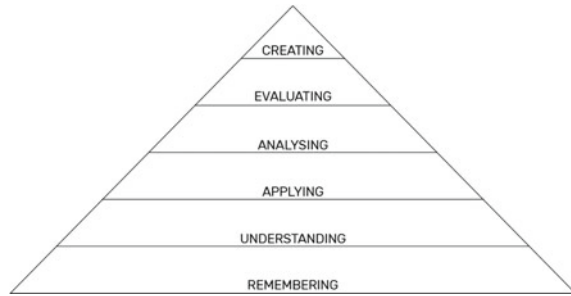 CREATING
EVALUATING
ANALYSING
APPLYING
UNDERSTANDING
REMEMBERING